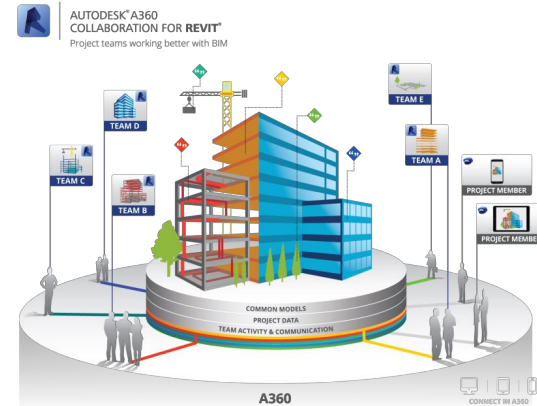 AUTODESK® A360
COLLABORATION FOR REVIT®
Project teams working better with BIM
TEAM E
TEAM D
TEAM A
TEAM C
PROJECT MEMBER
TEAM B
PROJECT MEMBE
COMMON MODELS
PROJECT DATA
TEAM ACTIVITY & COMMUNICATION
A360
CONNECT IN A360